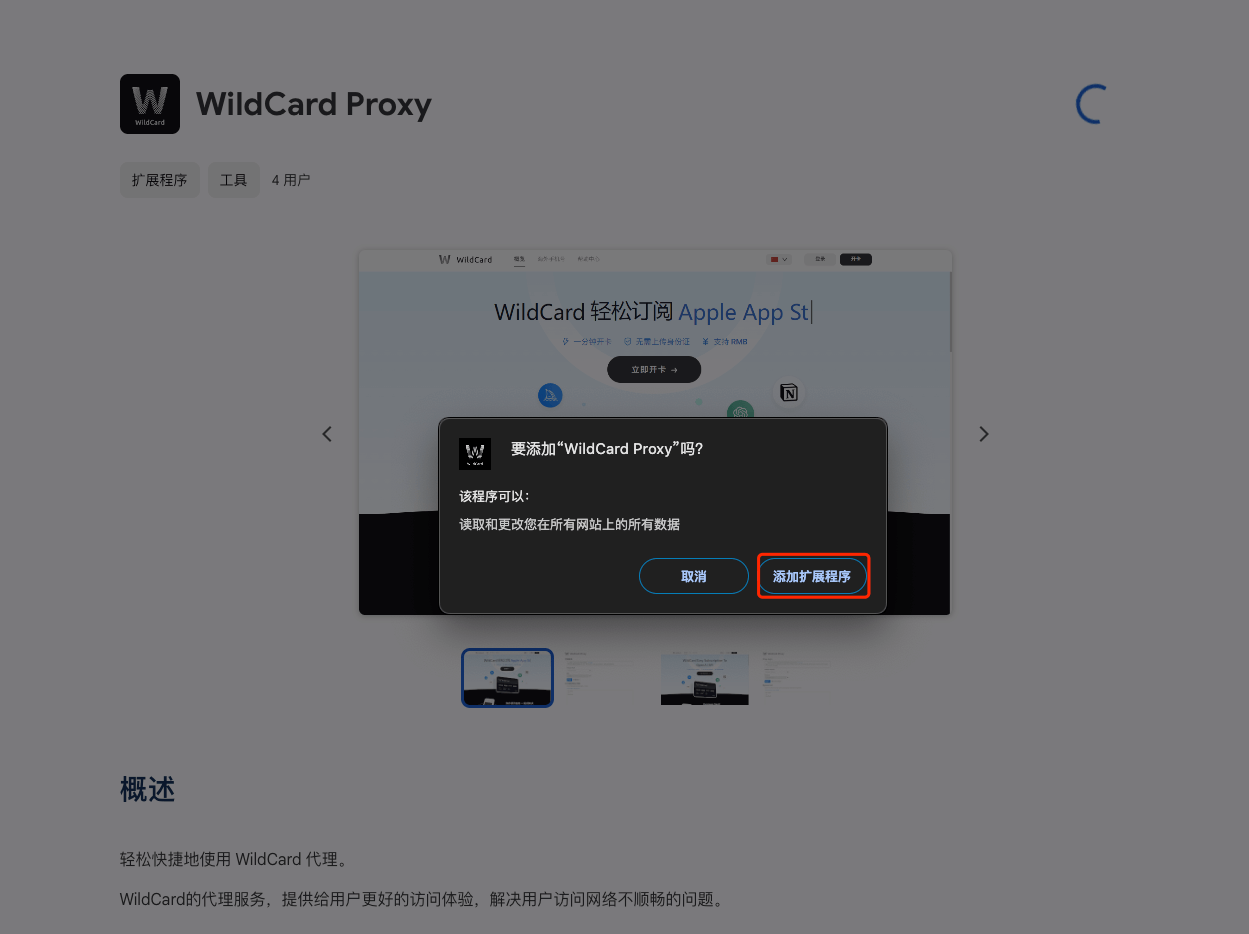 W
WildCard
WildCard Proxy
扩展程序
工具
4 用户
W WildCard
登录
开卡
WildCard 轻松订阅 Apple App St
一分钟开卡
无需上传身份证
支持 RMB
立即开卡 →
要添加“WildCard Proxy”吗?
该程序可以:
读取和更改您在所有网站上的所有数据
取消
添加扩展程序
概述
轻松快捷地使用 WildCard 代理。
WildCard的代理服务，提供给用户更好的访问体验，解决用户访问网络不顺畅的问题。